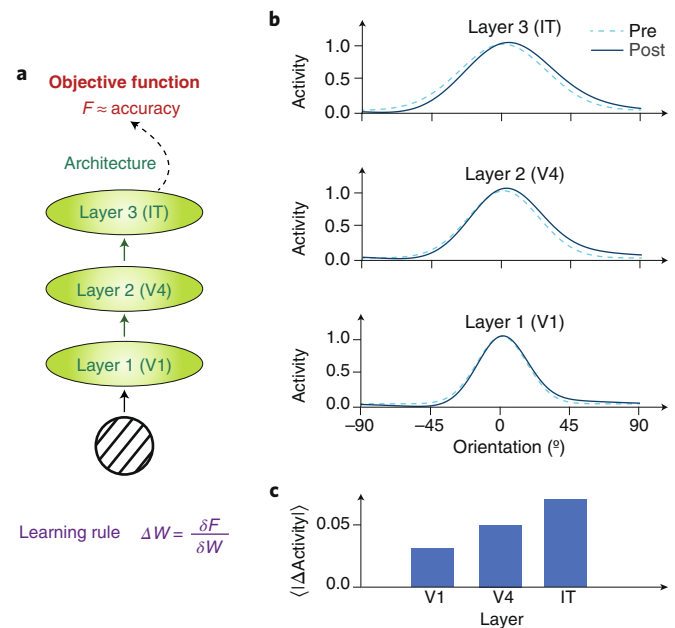 a
Objective function
F ≈ accuracy
Architecture
Layer 3 (IT)
Layer 2 (V4)
Layer 1 (V1)
Learning rule ΔW = δF / δW
b
Layer 3 (IT)
Pre
Post
Activity
1.0
0.5
0.0
Layer 2 (V4)
Activity
1.0
0.5
0.0
Layer 1 (V1)
Activity
1.0
0.5
0.0
−90 −45 0 45 90
Orientation (º)
c
⟨|ΔActivity|⟩
0.05
0.0
V1 V4 IT
Layer